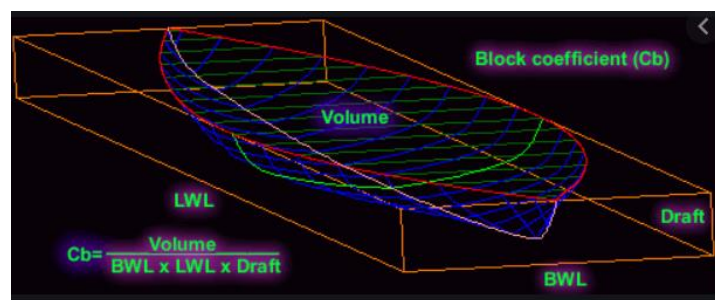 Block coefficient (Cb)
Volume
LWL
Draft
Cb= Volume
BWL x LWL x Draft
BWL